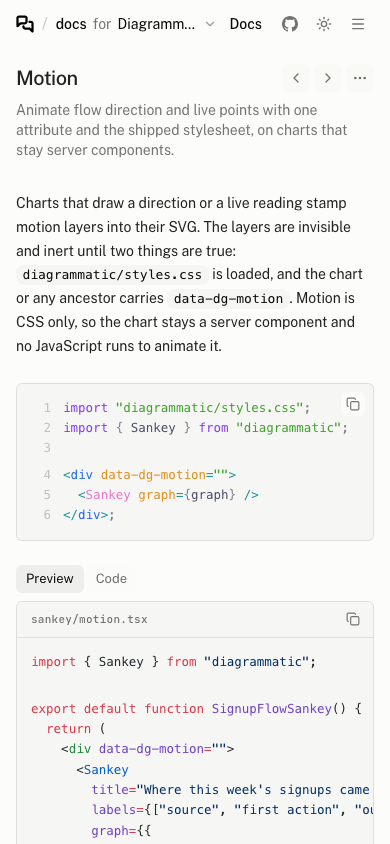 / docs for Diagramm... Docs
Motion
Animate flow direction and live points with one
attribute and the shipped stylesheet, on charts that
stay server components.
Charts that draw a direction or a live reading stamp
motion layers into their SVG. The layers are invisible
and inert until two things are true:
diagrammatic/styles.css is loaded, and the chart
or any ancestor carries data-dg-motion . Motion is
CSS only, so the chart stays a server component and
no JavaScript runs to animate it.
1 import "diagrammatic/styles.css";
2 import { Sankey } from "diagrammatic";
3
4 <div data-dg-motion="">
5   <Sankey graph={graph} />
6 </div>;
Preview Code
sankey/motion.tsx
import { Sankey } from "diagrammatic";
export default function SignupFlowSankey() {
  return (
    <div data-dg-motion="">
      <Sankey
        title="Where this week's signups came
        labels={["source", "first action", "ou
        graph={{